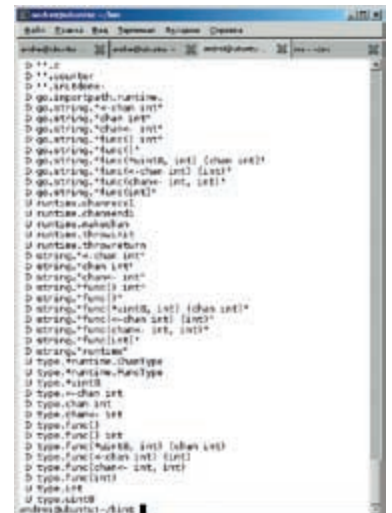 D "".counter
D "".initdone·
D go.importpath.runtime.
D go.string."<-chan int"
D go.string."chan int"
D go.string."chan<- int"
D go.string."func() int"
D go.string."func()"
D go.string."func(*uint8, int) (chan int)"
D go.string."func(<-chan int) (int)"
D go.string."func(chan<- int, int)"
D go.string."func(int)"
U runtime.chanrecv1
U runtime.chansend1
U runtime.makechan
U runtime.throwinit
U runtime.throwreturn
D string."<-chan int"
D string."chan int"
D string."chan<- int"
D string."func() int"
D string."func()"
D string."func(*uint8, int) (chan int)"
D string."func(<-chan int) (int)"
D string."func(chan<- int, int)"
D string."func(int)"
D string."runtime"
U type.*runtime.ChanType
U type.*runtime.FuncType
U type.*uint8
D type.<-chan int
D type.chan int
D type.chan<- int
D type.func()
D type.func() int
D type.func(*uint8, int) (chan int)
D type.func(<-chan int) (int)
D type.func(chan<- int, int)
D type.func(int)
U type.int
U type.uint8